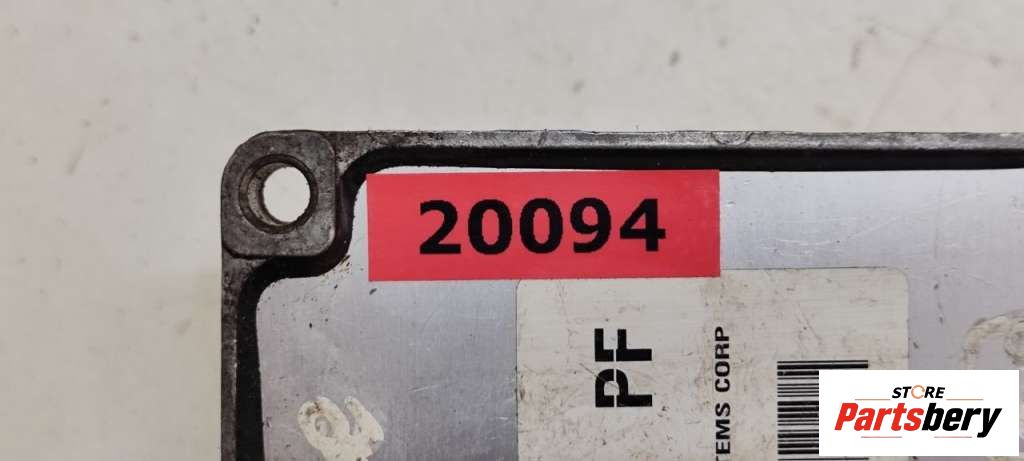 20094
PF
TEMS CORP
STORE
Partsbery